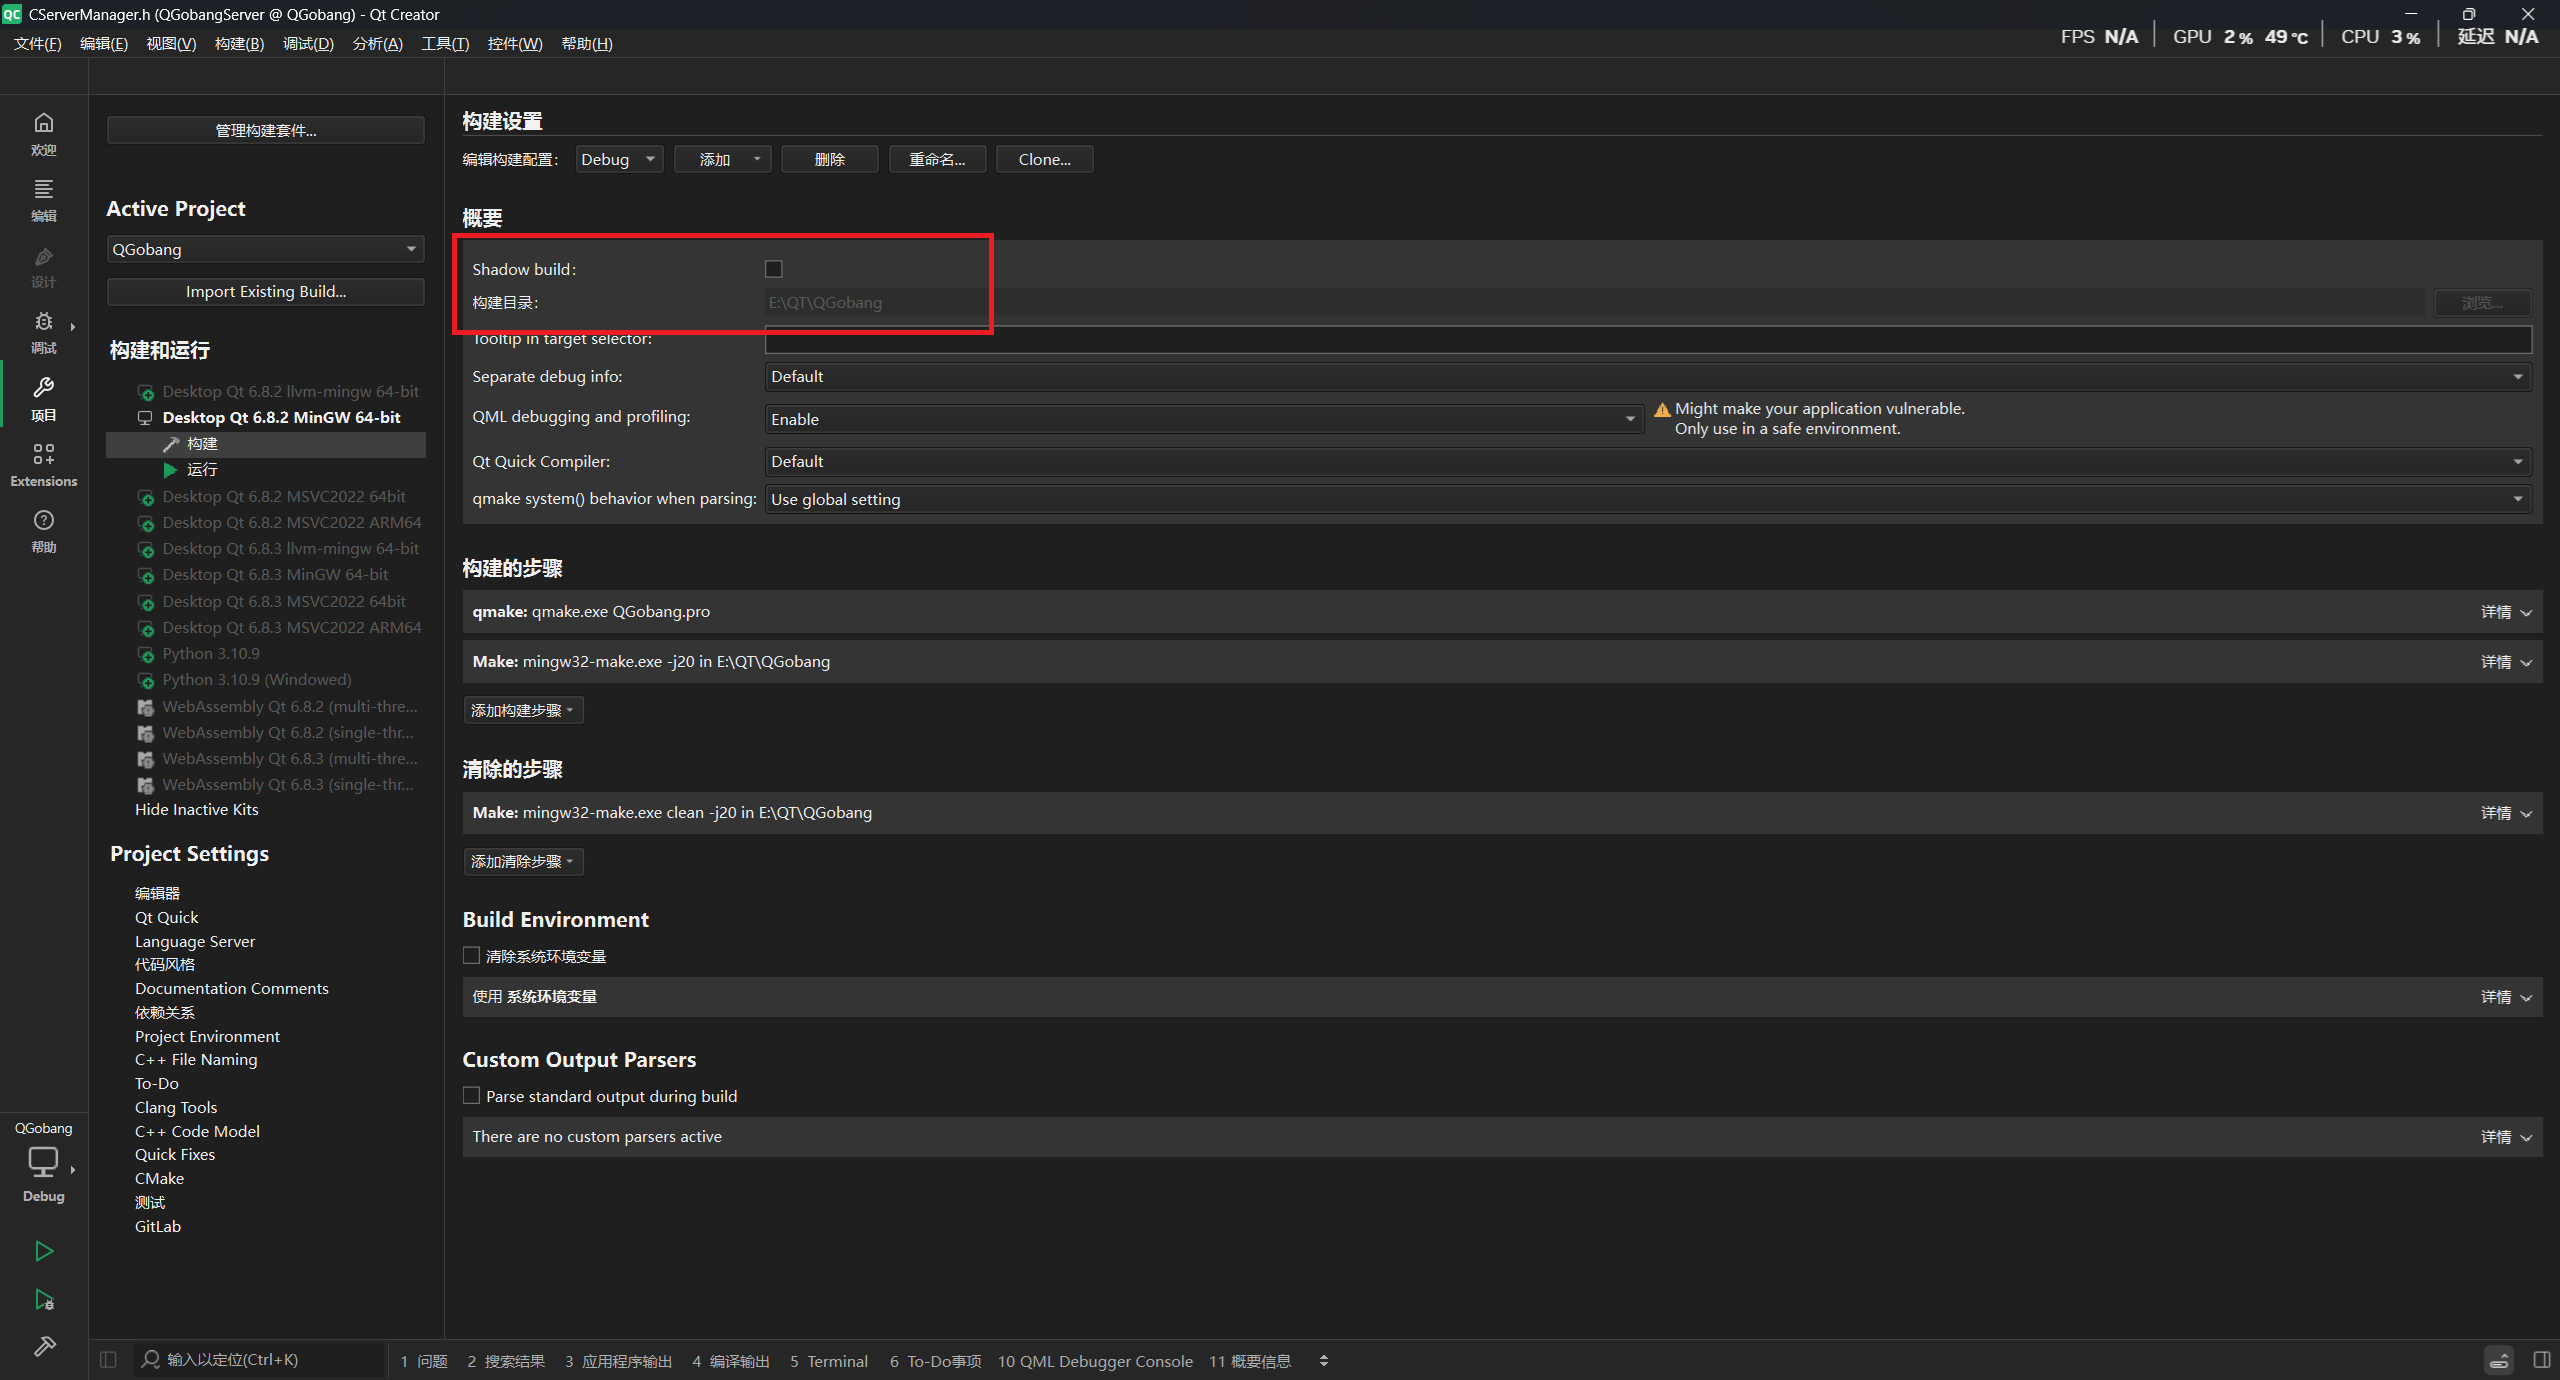 QC CServerManager.h (QGobangServer @ QGobang) - Qt Creator
文件(F) 编辑(E) 视图(V) 构建(B) 调试(D) 分析(A) 工具(T) 控件(W) 帮助(H)
FPS N/A GPU 2 % 49 °C CPU 3 % 延迟 N/A
欢迎
编辑
设计
调试
项目
Extensions
帮助
QGobang
Debug
管理构建套件...
Active Project
QGobang
Import Existing Build...
构建和运行
Desktop Qt 6.8.2 llvm-mingw 64-bit
Desktop Qt 6.8.2 MinGW 64-bit
构建
运行
Desktop Qt 6.8.2 MSVC2022 64bit
Desktop Qt 6.8.2 MSVC2022 ARM64
Desktop Qt 6.8.3 llvm-mingw 64-bit
Desktop Qt 6.8.3 MinGW 64-bit
Desktop Qt 6.8.3 MSVC2022 64bit
Desktop Qt 6.8.3 MSVC2022 ARM64
Python 3.10.9
Python 3.10.9 (Windowed)
WebAssembly Qt 6.8.2 (multi-thre...
WebAssembly Qt 6.8.2 (single-thr...
WebAssembly Qt 6.8.3 (multi-thre...
WebAssembly Qt 6.8.3 (single-thr...
Hide Inactive Kits
Project Settings
编辑器
Qt Quick
Language Server
代码风格
Documentation Comments
依赖关系
Project Environment
C++ File Naming
To-Do
Clang Tools
C++ Code Model
Quick Fixes
CMake
测试
GitLab
构建设置
编辑构建配置: Debug 添加 删除 重命名... Clone...
概要
Shadow build:
构建目录: E:\QT\QGobang 浏览...
Tooltip in target selector:
Separate debug info: Default
QML debugging and profiling: Enable Might make your application vulnerable.
Only use in a safe environment.
Qt Quick Compiler: Default
qmake system() behavior when parsing: Use global setting
构建的步骤
qmake: qmake.exe QGobang.pro 详情
Make: mingw32-make.exe -j20 in E:\QT\QGobang 详情
添加构建步骤
清除的步骤
Make: mingw32-make.exe clean -j20 in E:\QT\QGobang 详情
添加清除步骤
Build Environment
清除系统环境变量
使用 系统环境变量 详情
Custom Output Parsers
Parse standard output during build
There are no custom parsers active 详情
输入以定位(Ctrl+K) 1 问题 2 搜索结果 3 应用程序输出 4 编译输出 5 Terminal 6 To-Do事项 10 QML Debugger Console 11 概要信息